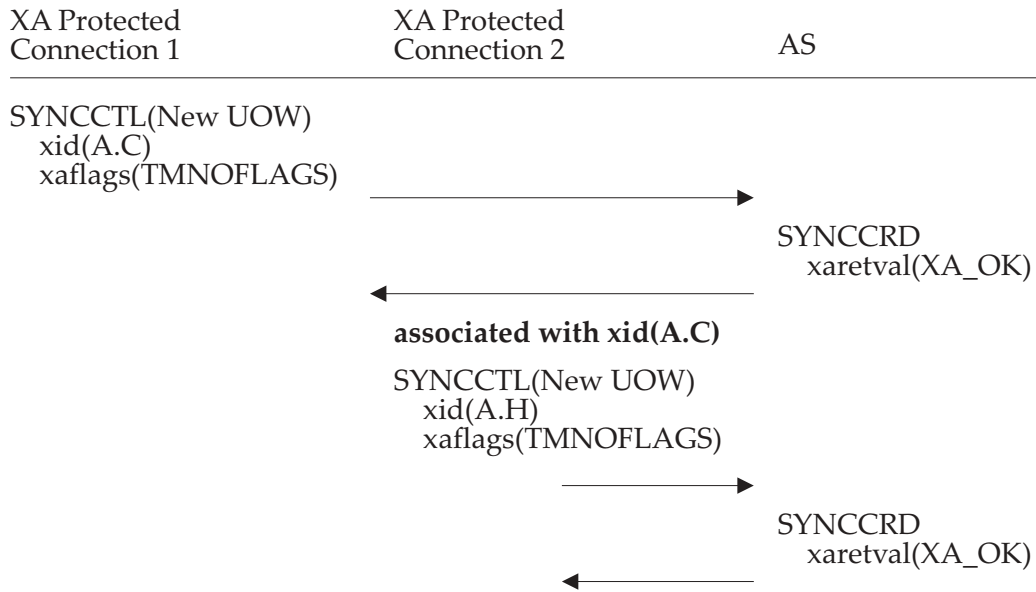 XA Protected
Connection 1
XA Protected
Connection 2
AS
SYNCCTL(New UOW)
xid(A.C)
xaflags(TMNOFLAGS)
SYNCCRD
xaretval(XA_OK)
associated with xid(A.C)
SYNCCTL(New UOW)
xid(A.H)
xaflags(TMNOFLAGS)
SYNCCRD
xaretval(XA_OK)